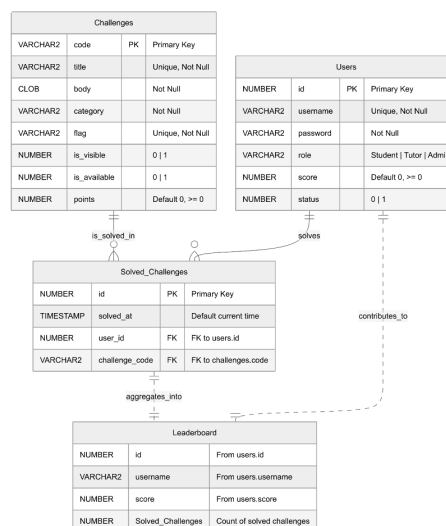 Challenges
VARCHAR2 code PK Primary Key
VARCHAR2 title Unique, Not Null
CLOB body Not Null
VARCHAR2 category Not Null
VARCHAR2 flag Unique, Not Null
NUMBER is_visible 0 | 1
NUMBER is_available 0 | 1
NUMBER points Default 0, >= 0
Users
NUMBER id PK Primary Key
VARCHAR2 username Unique, Not Null
VARCHAR2 password Not Null
VARCHAR2 role Student | Tutor | Admi
NUMBER score Default 0, >= 0
NUMBER status 0 | 1
is_solved_in
solves
Solved_Challenges
NUMBER id PK Primary Key
TIMESTAMP solved_at Default current time
NUMBER user_id FK FK to users.id
VARCHAR2 challenge_code FK FK to challenges.code
contributes_to
aggregates_into
Leaderboard
NUMBER id From users.id
VARCHAR2 username From users.username
NUMBER score From users.score
NUMBER Solved_Challenges Count of solved challenges